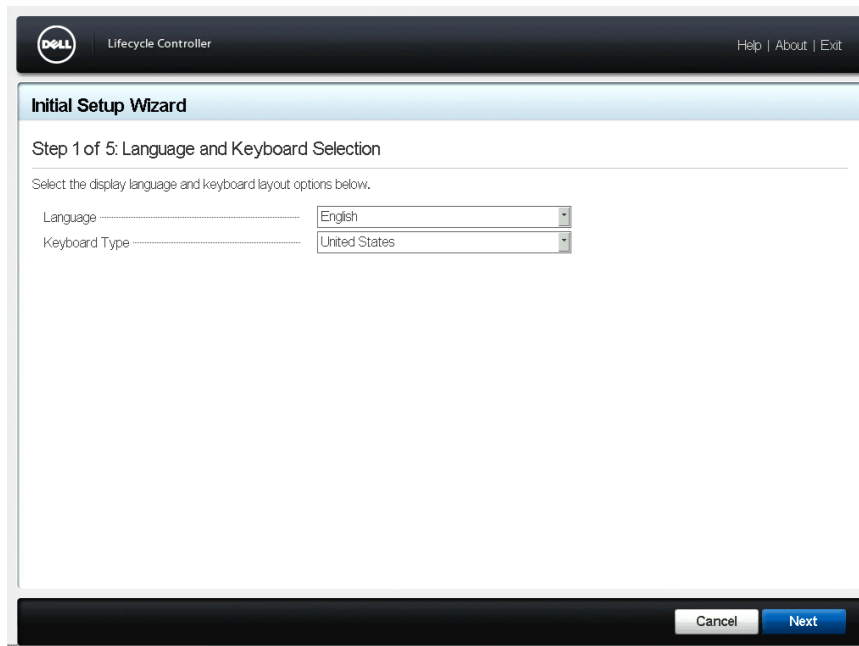 DELL Lifecycle Controller Help | About | Exit
Initial Setup Wizard
Step 1 of 5: Language and Keyboard Selection
Select the display language and keyboard layout options below.
Language English
Keyboard Type United States
Cancel Next